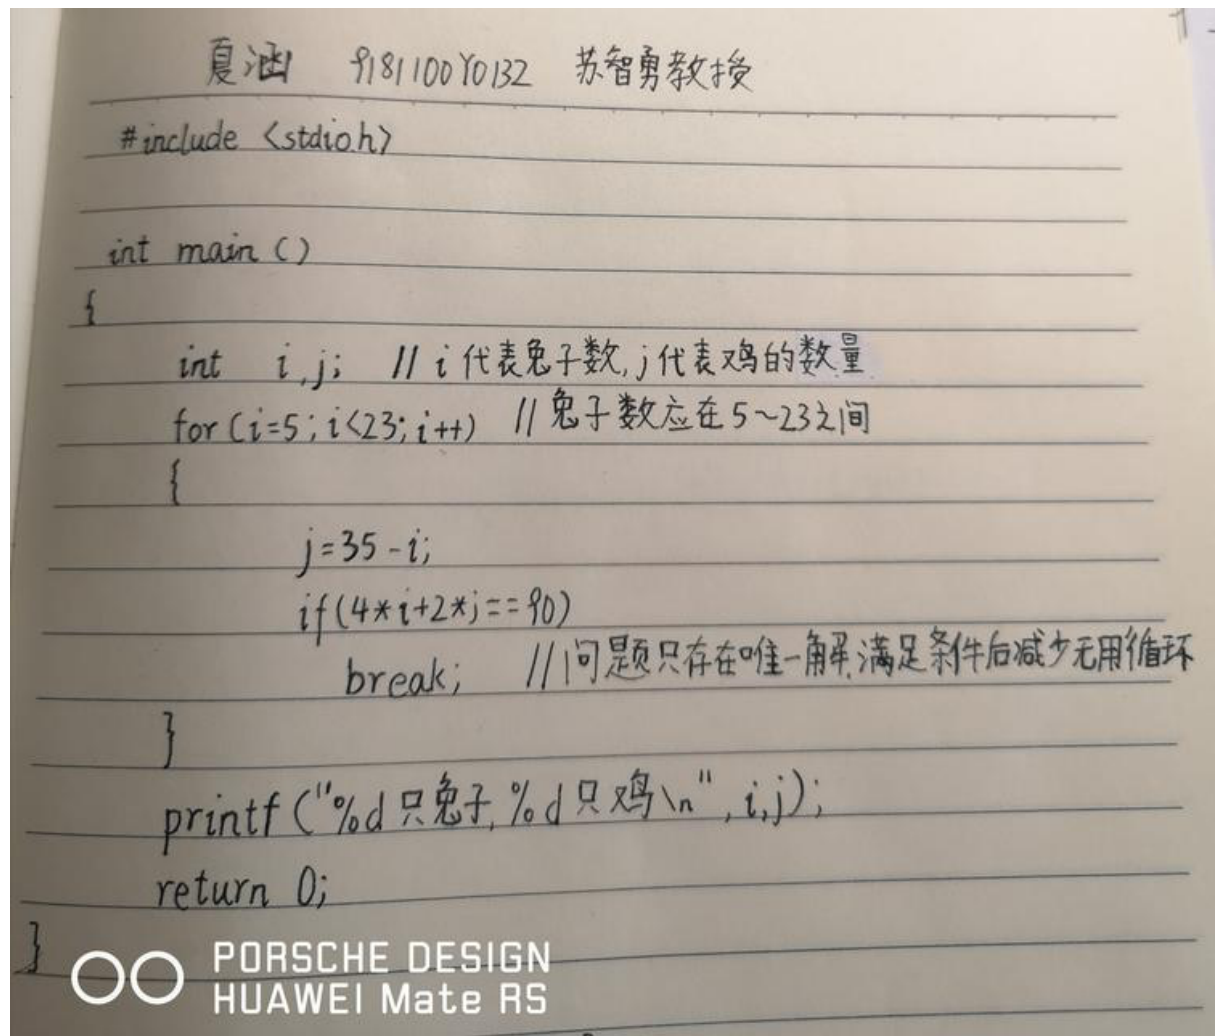 夏涵 9181100Y0132 苏智勇教授
#include <stdio.h>
int main ()
{
int i,j; // i 代表兔子数, j 代表鸡的数量
for (i=5; i<23; i++) // 兔子数应在 5~23之间
{
j=35-i;
if(4*i+2*j==90)
break; // 问题只存在唯一解,满足条件后减少无用循环
}
printf ("%d只兔子,%d只鸡\n", i,j);
return 0;
}
PORSCHE DESIGN
HUAWEI Mate RS